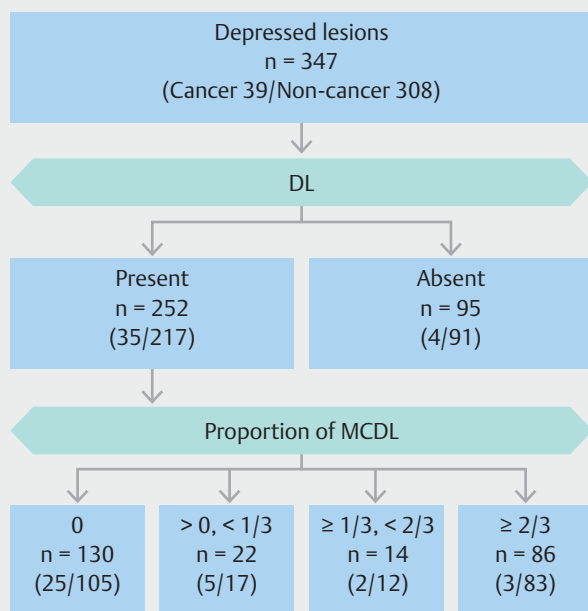 Depressed lesions
n = 347
(Cancer 39/Non-cancer 308)
DL
Present
n = 252
(35/217)
Absent
n = 95
(4/91)
Proportion of MCDL
0
n = 130
(25/105)
> 0, < 1/3
n = 22
(5/17)
≥ 1/3, < 2/3
n = 14
(2/12)
≥ 2/3
n = 86
(3/83)